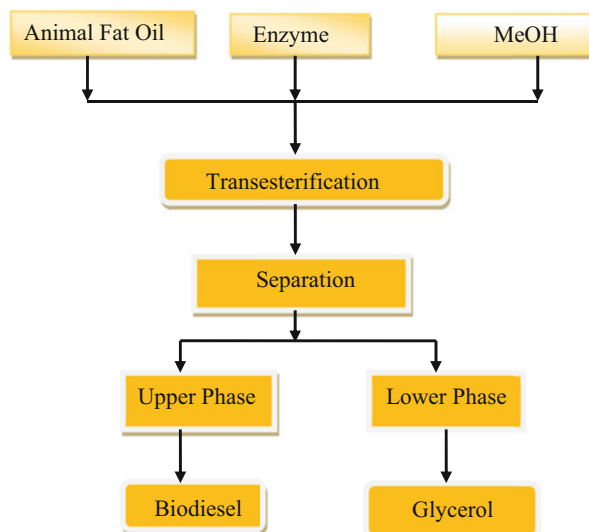 Animal Fat Oil
Enzyme
MeOH
Transesterification
Separation
Upper Phase
Lower Phase
Biodiesel
Glycerol